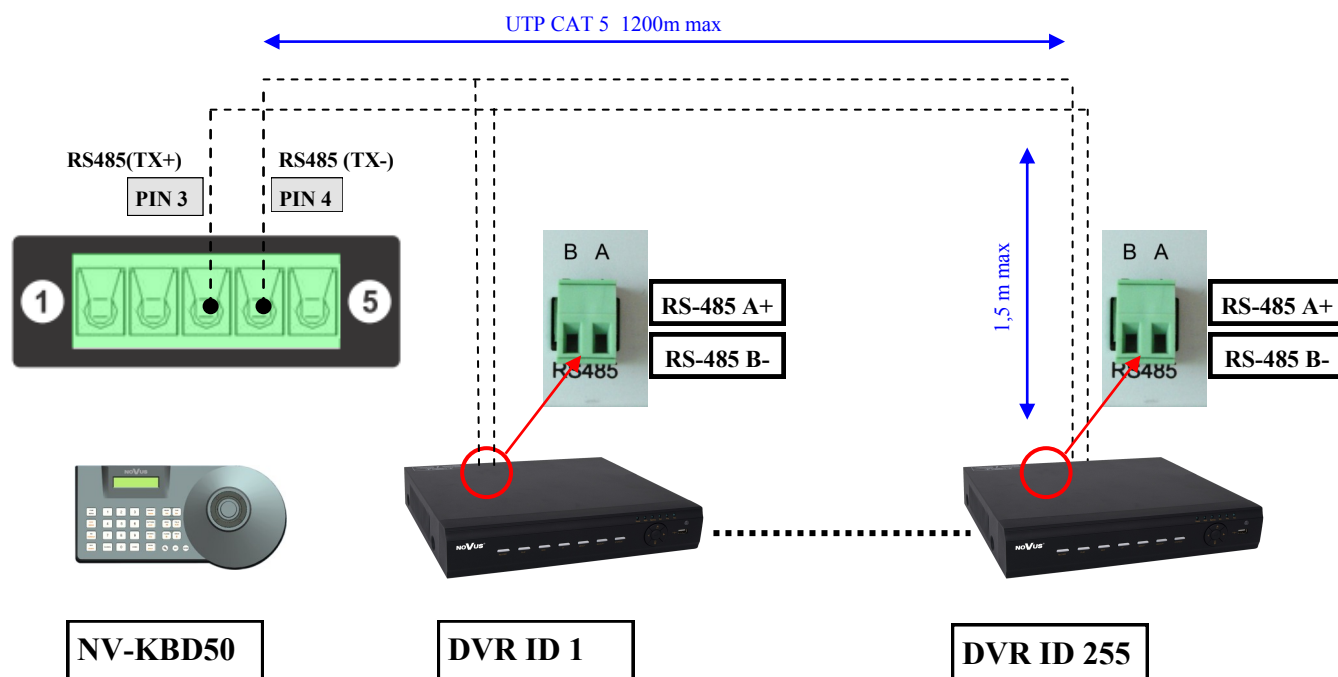 UTP CAT 5 1200m max
RS485(TX+)
RS485 (TX-)
PIN 3
PIN 4
1
5
B A
RS-485 A+
RS-485 B-
RS485
1,5 m max
B A
RS-485 A+
RS-485 B-
RS485
NOVUS
NOVUS
NOVUS
NV-KBD50
DVR ID 1
DVR ID 255